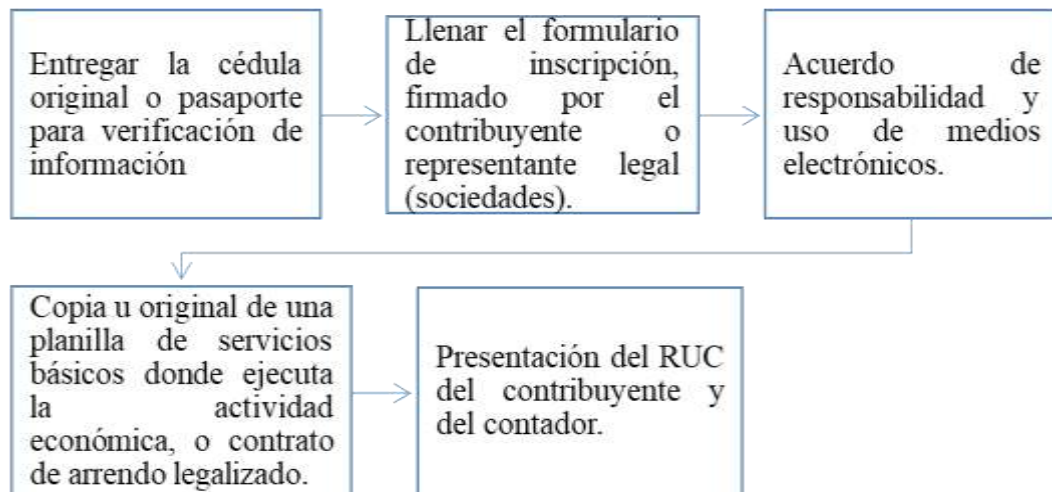 Entregar la cédula
original o pasaporte
para verificación de
información
Llenar el formulario
de inscripción,
firmado por el
contribuyente o
representante legal
(sociedades).
Acuerdo de
responsabilidad y
uso de medios
electrónicos.
Copia u original de una
planilla de servicios
básicos donde ejecuta
la actividad
económica, o contrato
de arrendo legalizado.
Presentación del RUC
del contribuyente y
del contador.